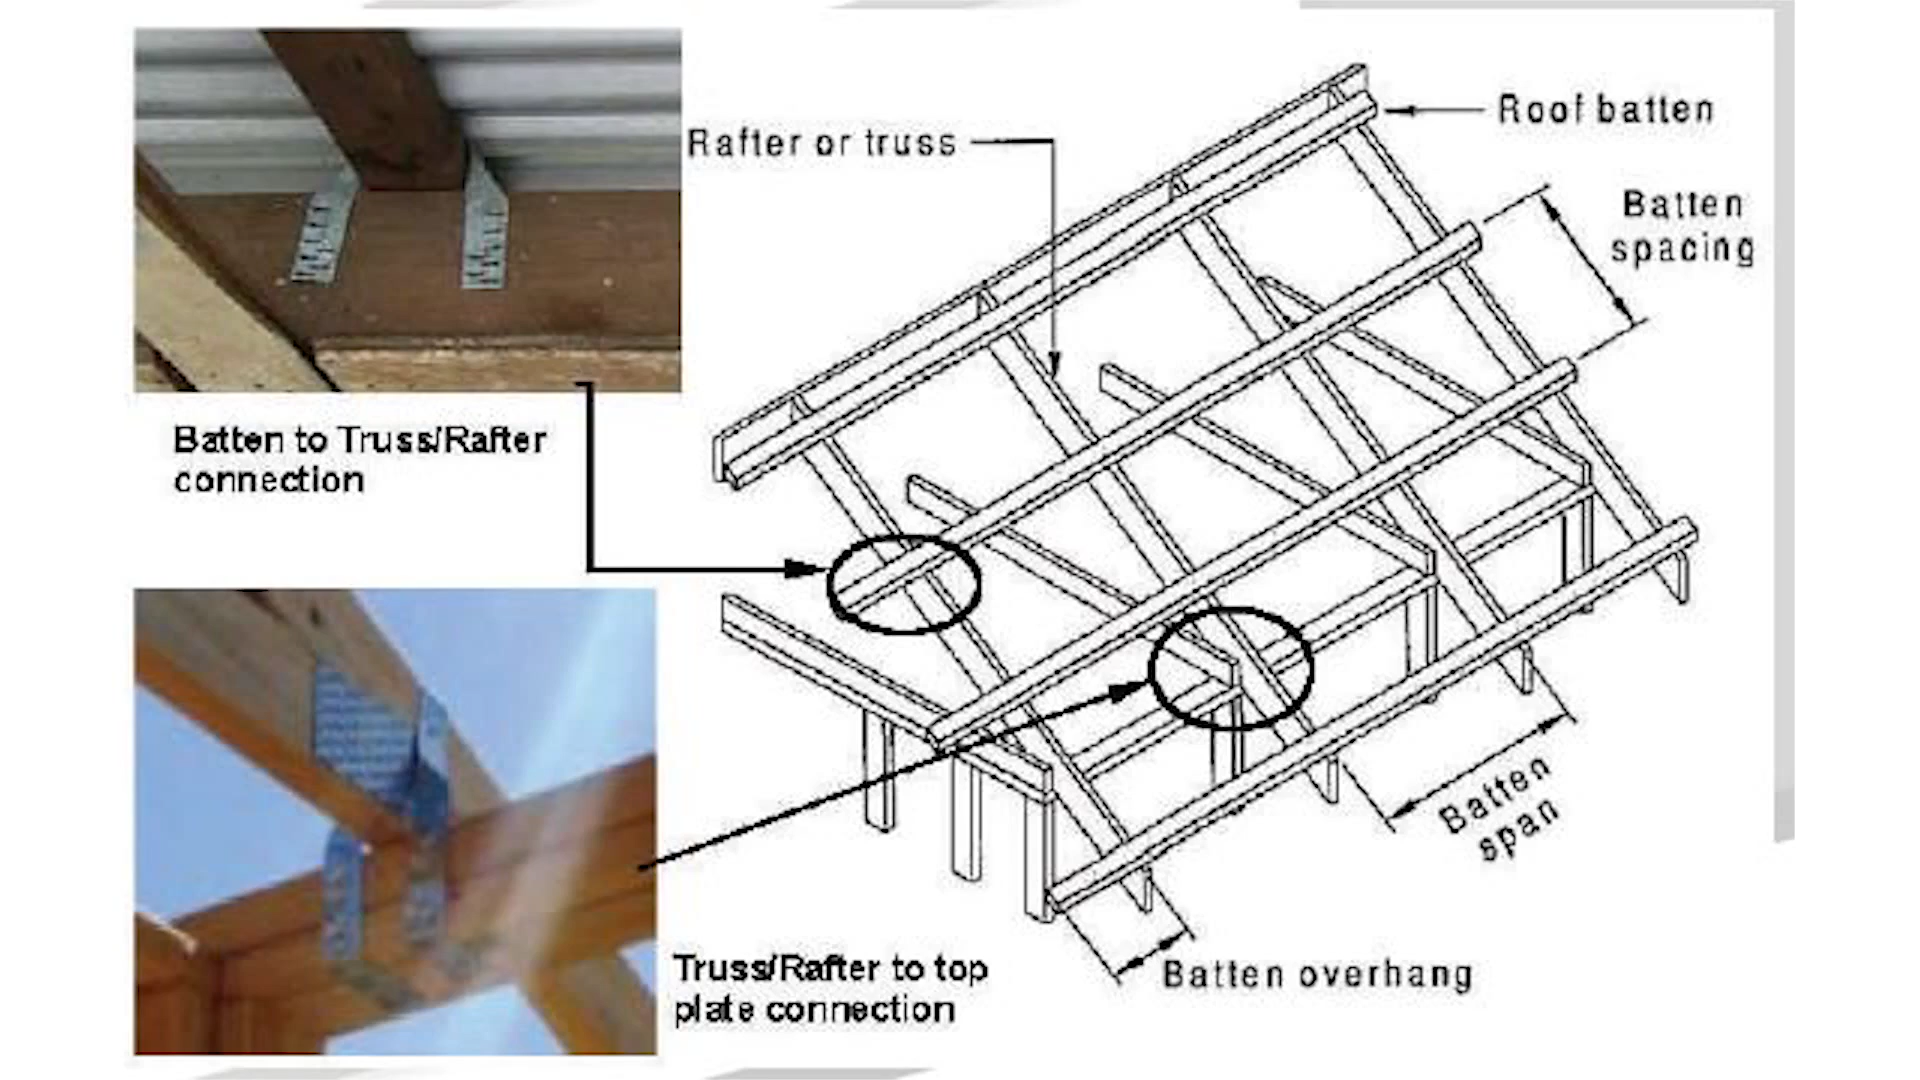 Rafter or truss
Roof batten
Batten
spacing
Batten to Truss/Rafter
connection
Batten
span
Batten overhang
Truss/Rafter to top
plate connection